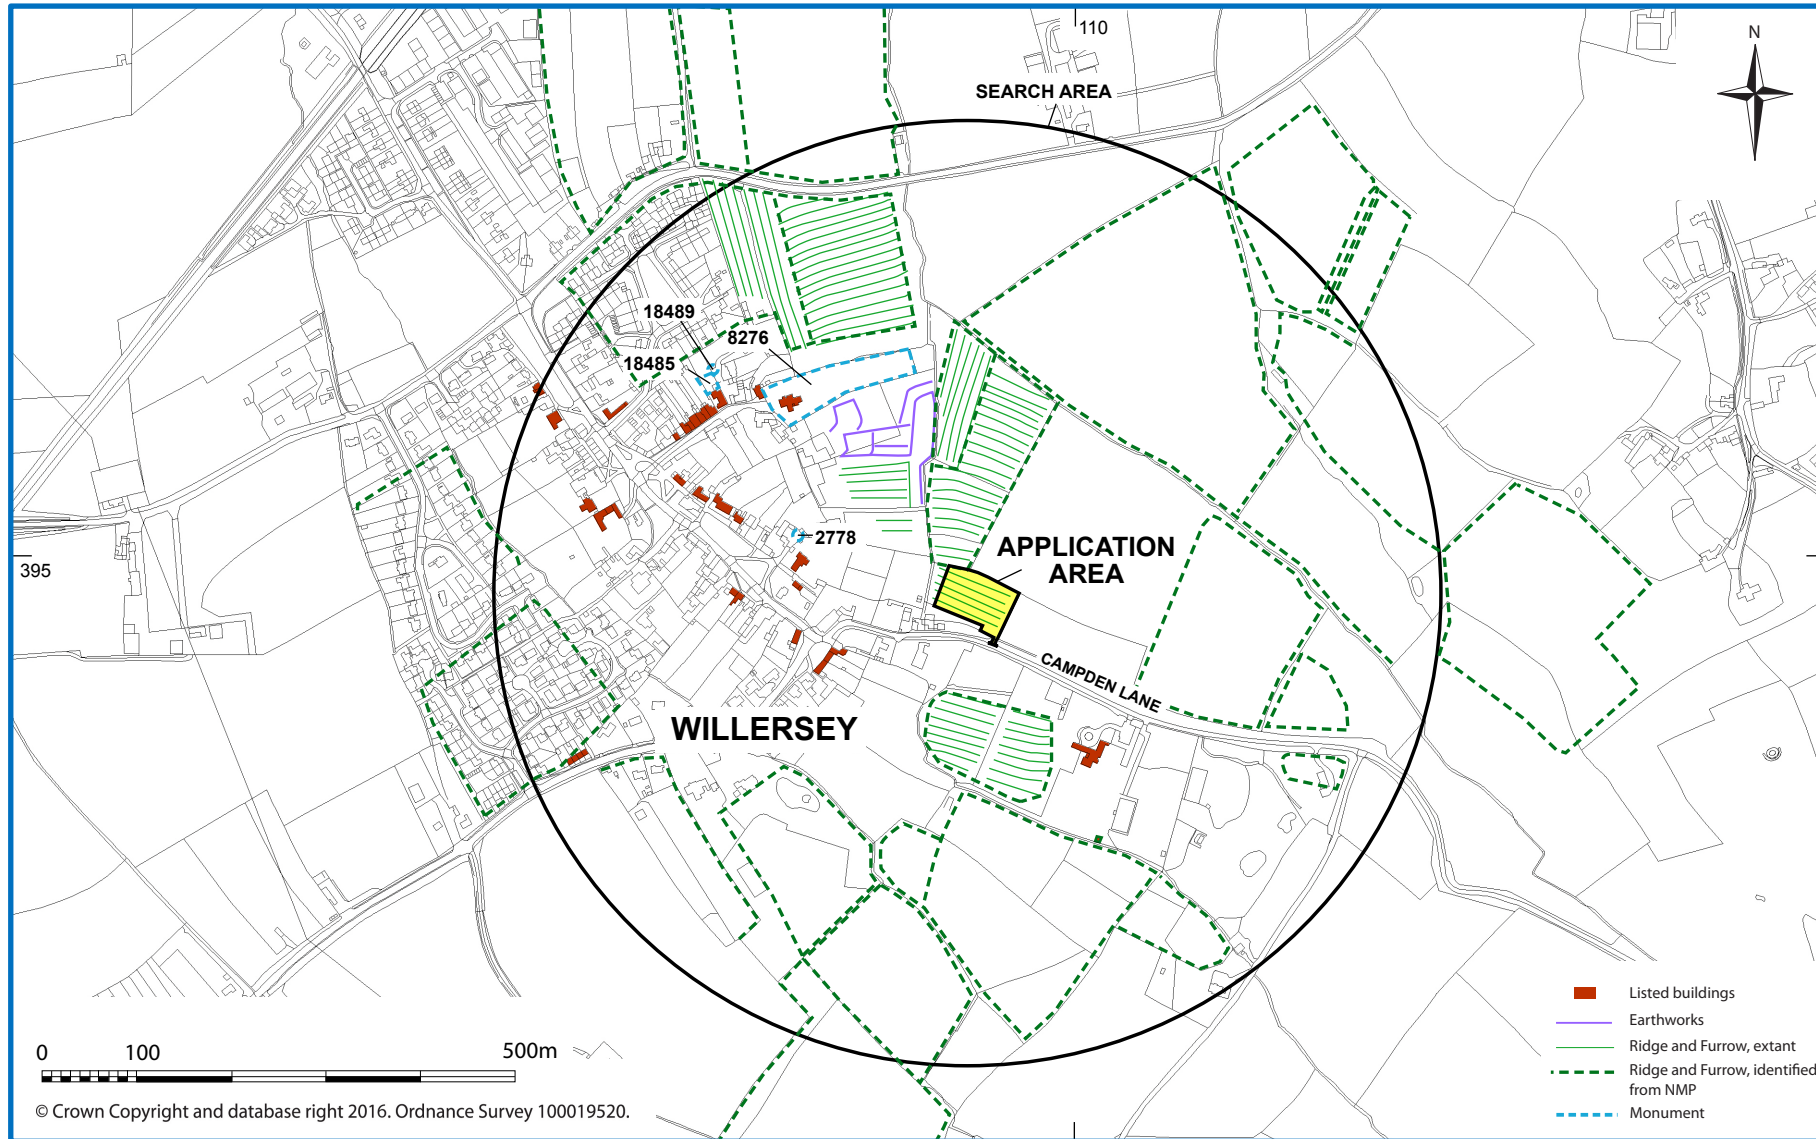 110
N
SEARCH AREA
18489
8276
18485
2778
395
APPLICATION
AREA
CAMPDEN LANE
WILLERSEY
Listed buildings
Earthworks
Ridge and Furrow, extant
Ridge and Furrow, identified
from NMP
Monument
0 100 500m
© Crown Copyright and database right 2016. Ordnance Survey 100019520.